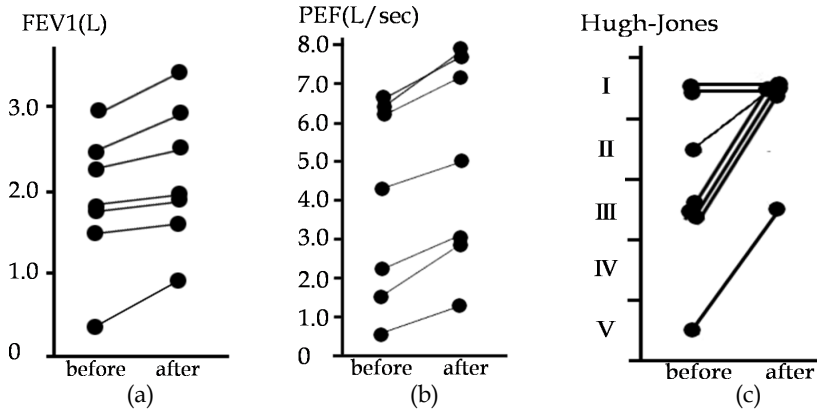 FEV1(L)
3.0
2.0
1.0
0
before after
(a)
PEF(L/sec)
8.0
7.0
6.0
5.0
4.0
3.0
2.0
1.0
0
before after
(b)
Hugh-Jones
I
II
III
IV
V
before after
(c)